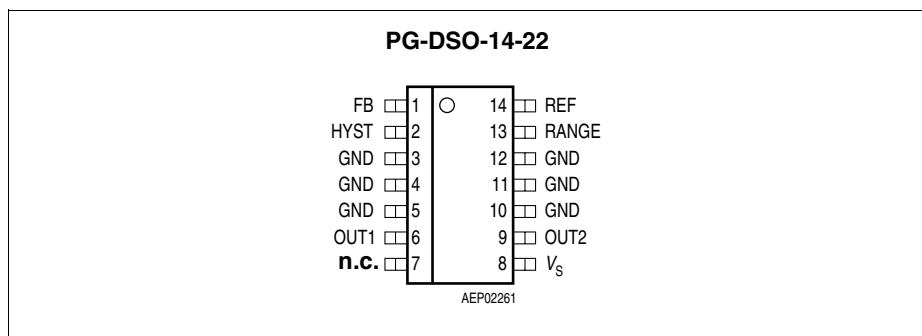 PG-DSO-14-22
FB 1 14 REF
HYST 2 13 RANGE
GND 3 12 GND
GND 4 11 GND
GND 5 10 GND
OUT1 6 9 OUT2
n.c. 7 8 VS
AEP02261